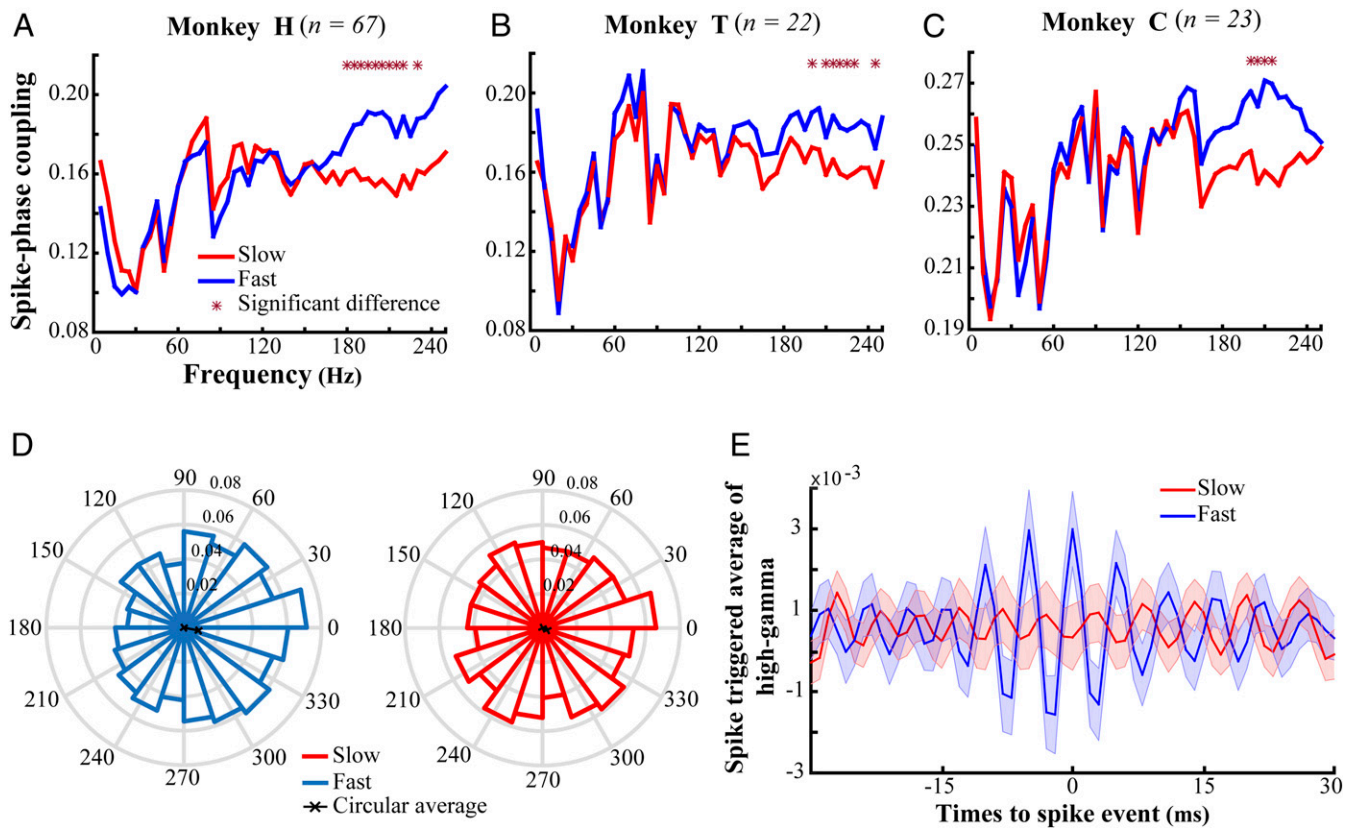 A
Monkey H (n = 67)
B
Monkey T (n = 22)
C
Monkey C (n = 23)
Spike-phase coupling
0.20
0.16
0.12
0.08
Slow
Fast
Significant difference
0 60 120 180 240
Frequency (Hz)
0.20
0.16
0.12
0.08
0 60 120 180 240
0.27
0.25
0.23
0.21
0.19
0 60 120 180 240
D
90
0.08
120 60
0.06
150 30
0.04
0.02
180 0
210 330
240 300
270
90
0.08
120 60
0.06
150 30
0.04
0.02
180 0
210 330
240 300
270
Slow
Fast
Circular average
E
×10⁻³
Spike triggered average of
high-gamma
3
1
-1
-3
Slow
Fast
-15 0 15 30
Times to spike event (ms)